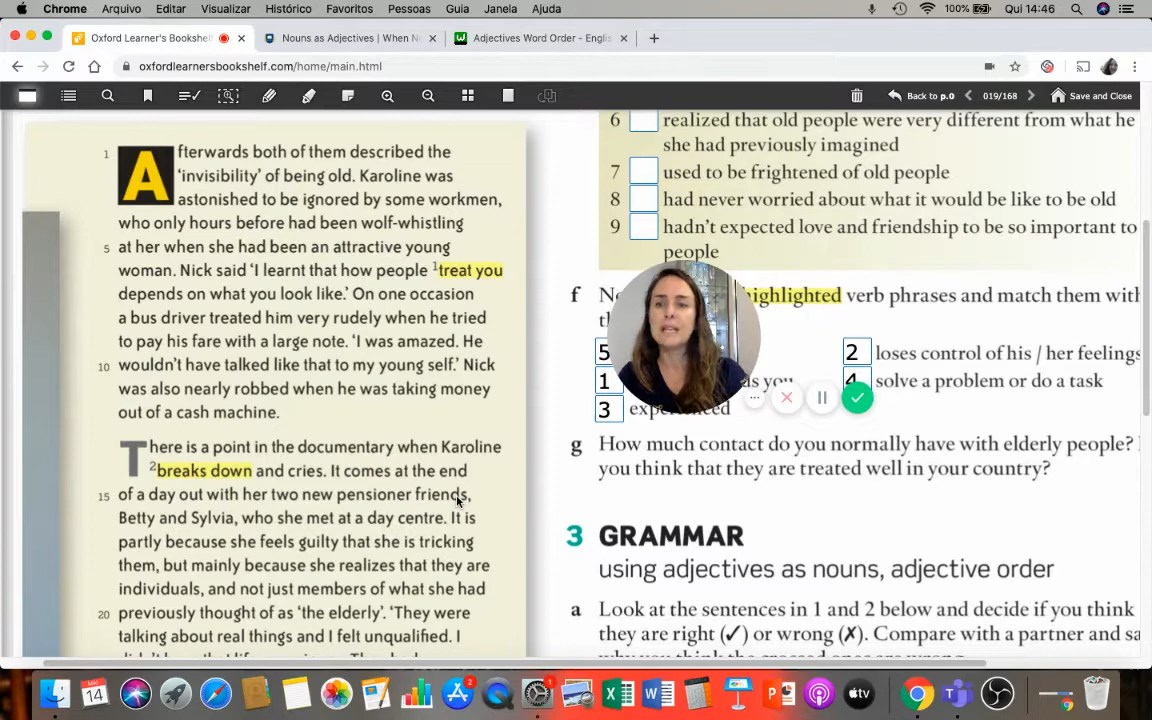 Chrome Arquivo Editar Visualizar Histórico Favoritos Pessoas Guia Janela Ajuda 100% Qui 14:46
Oxford Learner's Bookshel
Nouns as Adjectives | When N
Adjectives Word Order - Englis
oxfordlearnersbookshelf.com/home/main.html
Back to p.0 019/168 Save and Close
1 Afterwards both of them described the
'invisibility' of being old. Karoline was
astonished to be ignored by some workmen,
who only hours before had been wolf-whistling
5 at her when she had been an attractive young
woman. Nick said 'I learnt that how people 1treat you
depends on what you look like.' On one occasion
a bus driver treated him very rudely when he tried
to pay his fare with a large note. 'I was amazed. He
10 wouldn't have talked like that to my young self.' Nick
was also nearly robbed when he was taking money
out of a cash machine.
There is a point in the documentary when Karoline
2breaks down and cries. It comes at the end
15 of a day out with her two new pensioner friends,
Betty and Sylvia, who she met at a day centre. It is
partly because she feels guilty that she is tricking
them, but mainly because she realizes that they are
individuals, and not just members of what she had
20 previously thought of as 'the elderly'. 'They were
talking about real things and I felt unqualified. I
6 realized that old people were very different from what he
she had previously imagined
7 used to be frightened of old people
8 had never worried about what it would be like to be old
9 hadn't expected love and friendship to be so important to
people
f highlighted verb phrases and match them with
5
2 loses control of his / her feelings
1 you
4 solve a problem or do a task
3 experienced
g How much contact do you normally have with elderly people?
you think that they are treated well in your country?
3 GRAMMAR
using adjectives as nouns, adjective order
a Look at the sentences in 1 and 2 below and decide if you think
they are right (✓) or wrong (✗). Compare with a partner and sa
MAI
14
2
1